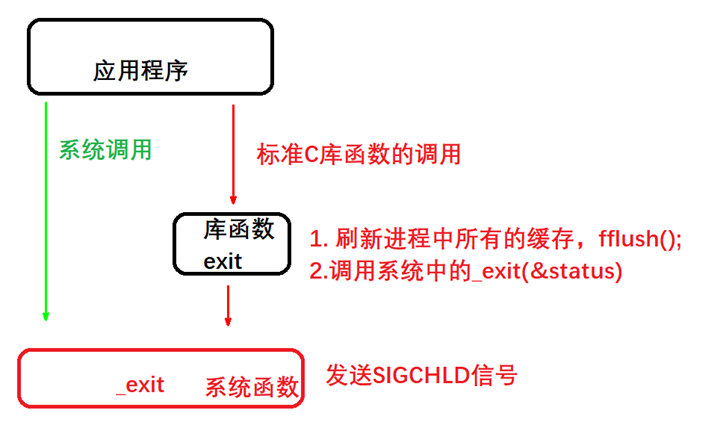 应用程序
系统调用
标准C库函数的调用
库函数
exit
1. 刷新进程中所有的缓存，fflush();
2.调用系统中的_exit(&status)
_exit 系统函数
发送SIGCHLD信号